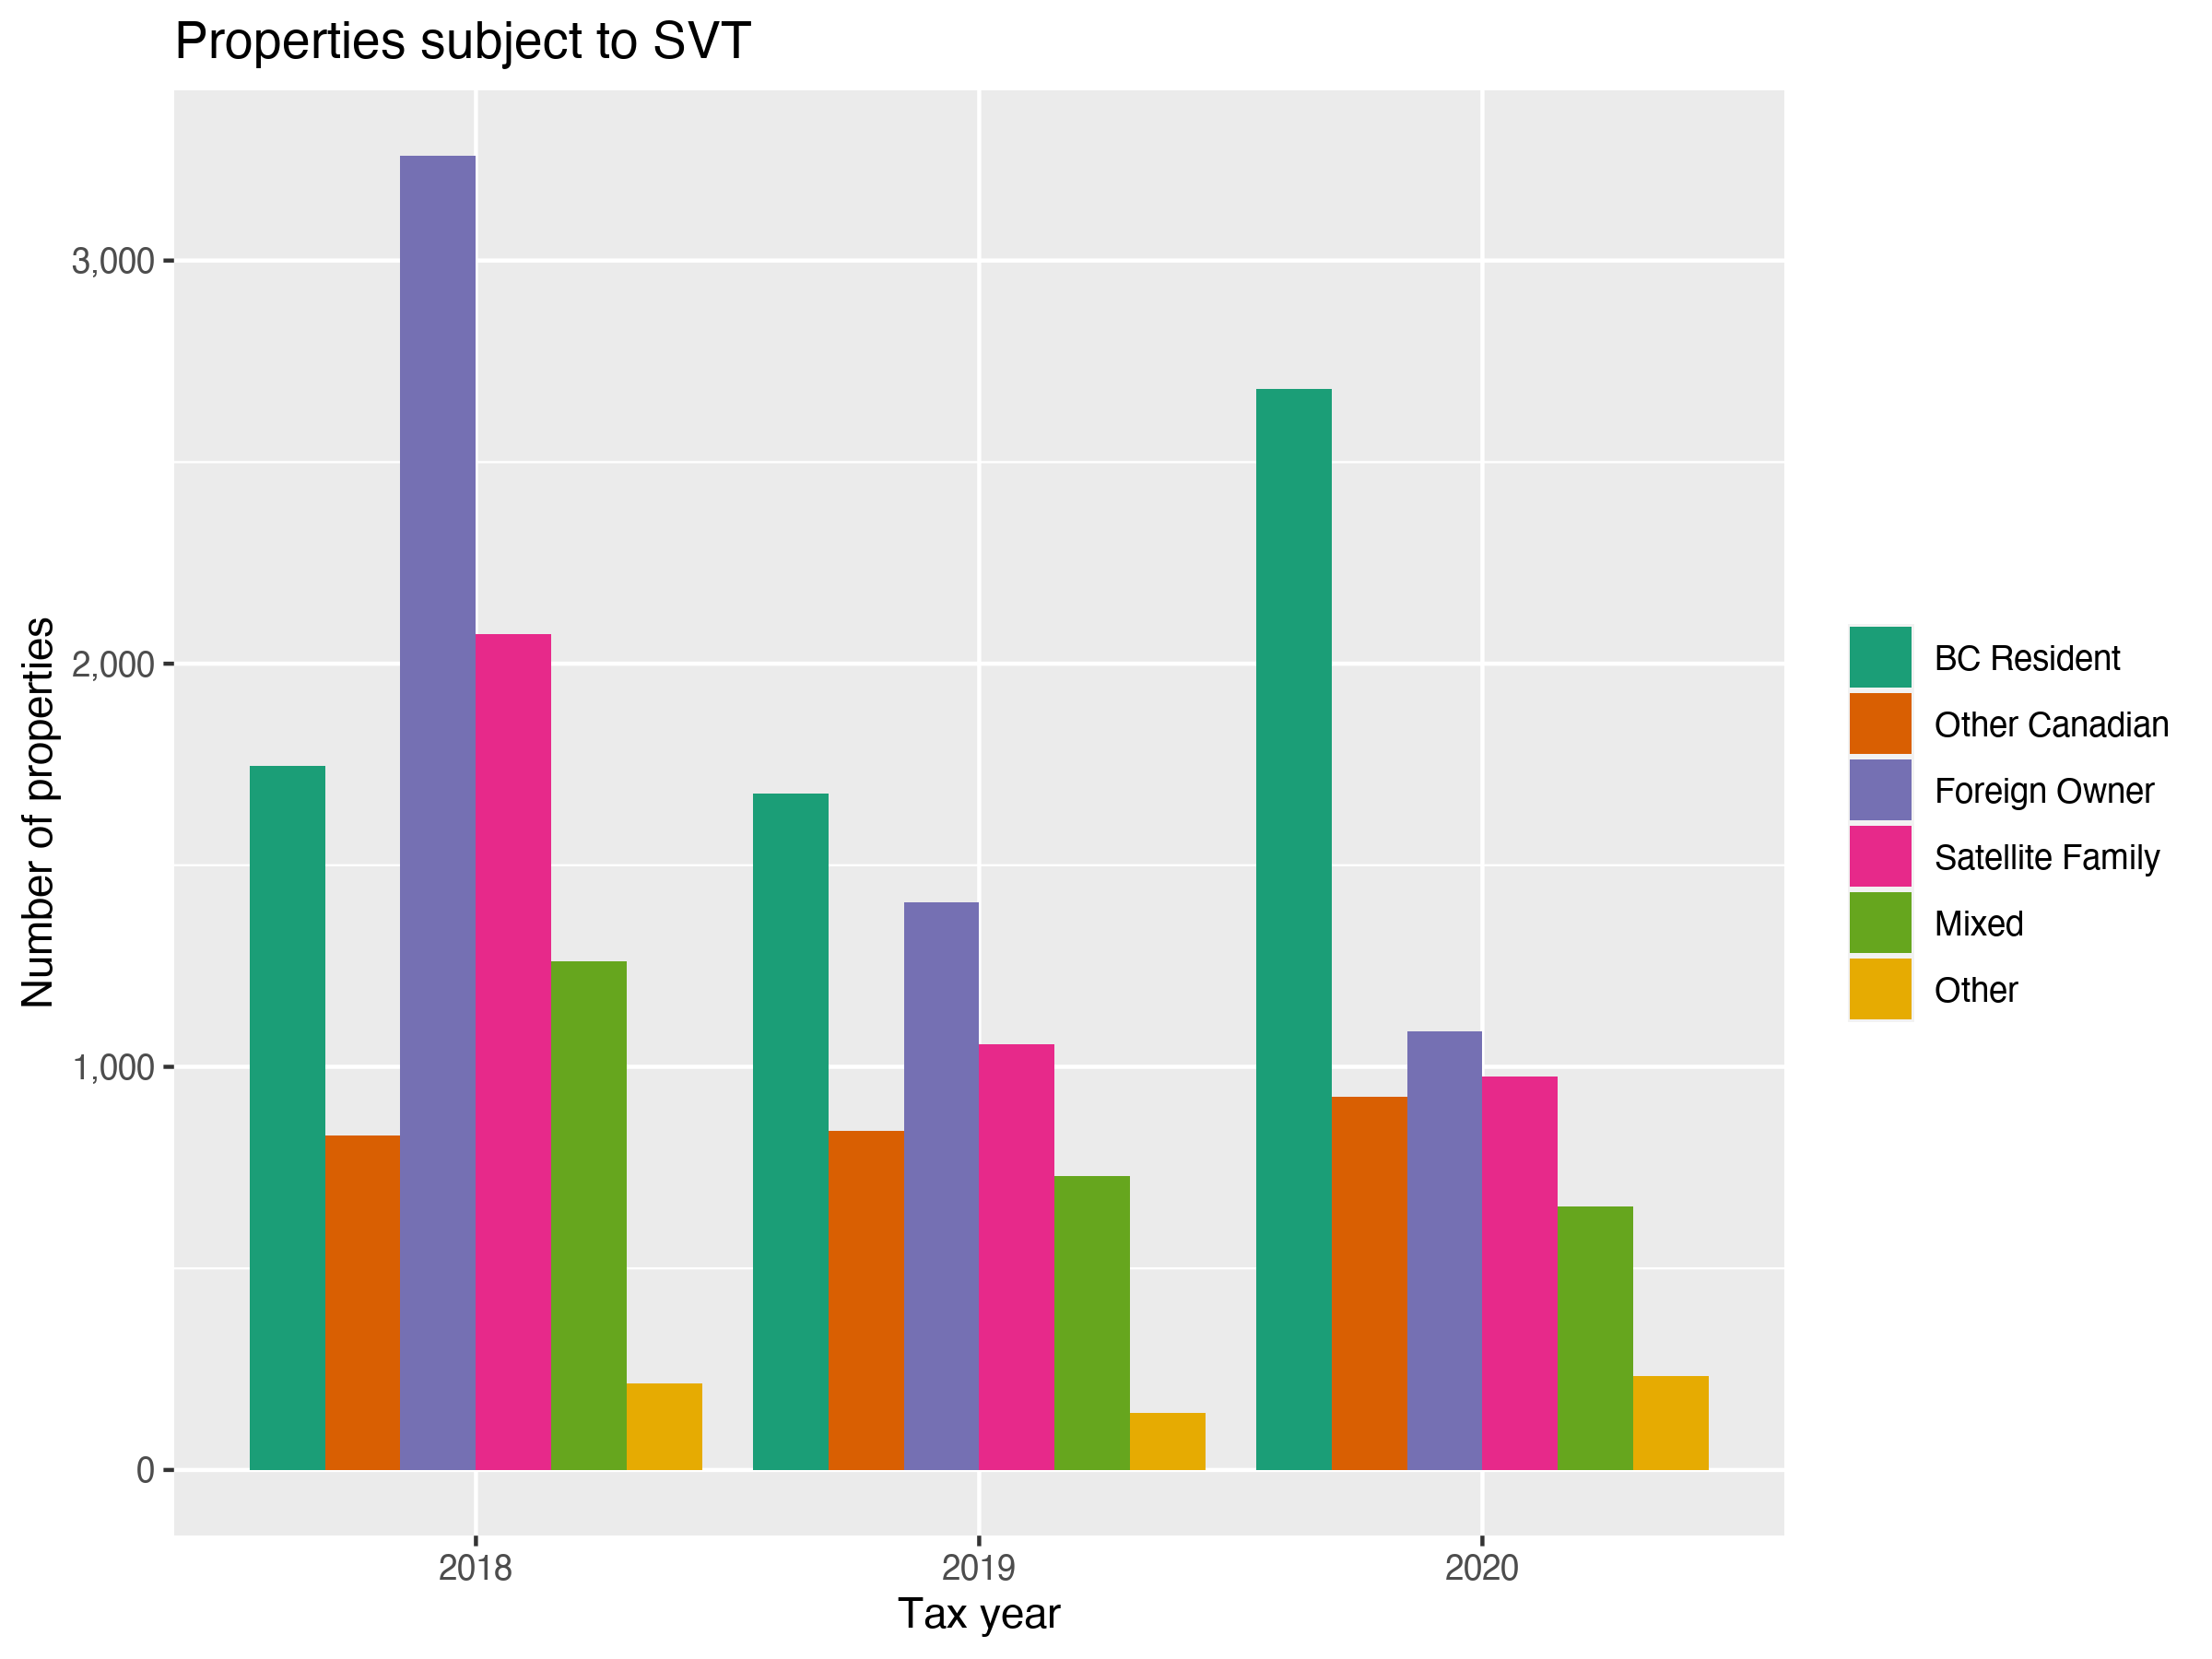 Properties subject to SVT
Number of properties
3,000
2,000
1,000
0
2018
2019
2020
Tax year
BC Resident
Other Canadian
Foreign Owner
Satellite Family
Mixed
Other